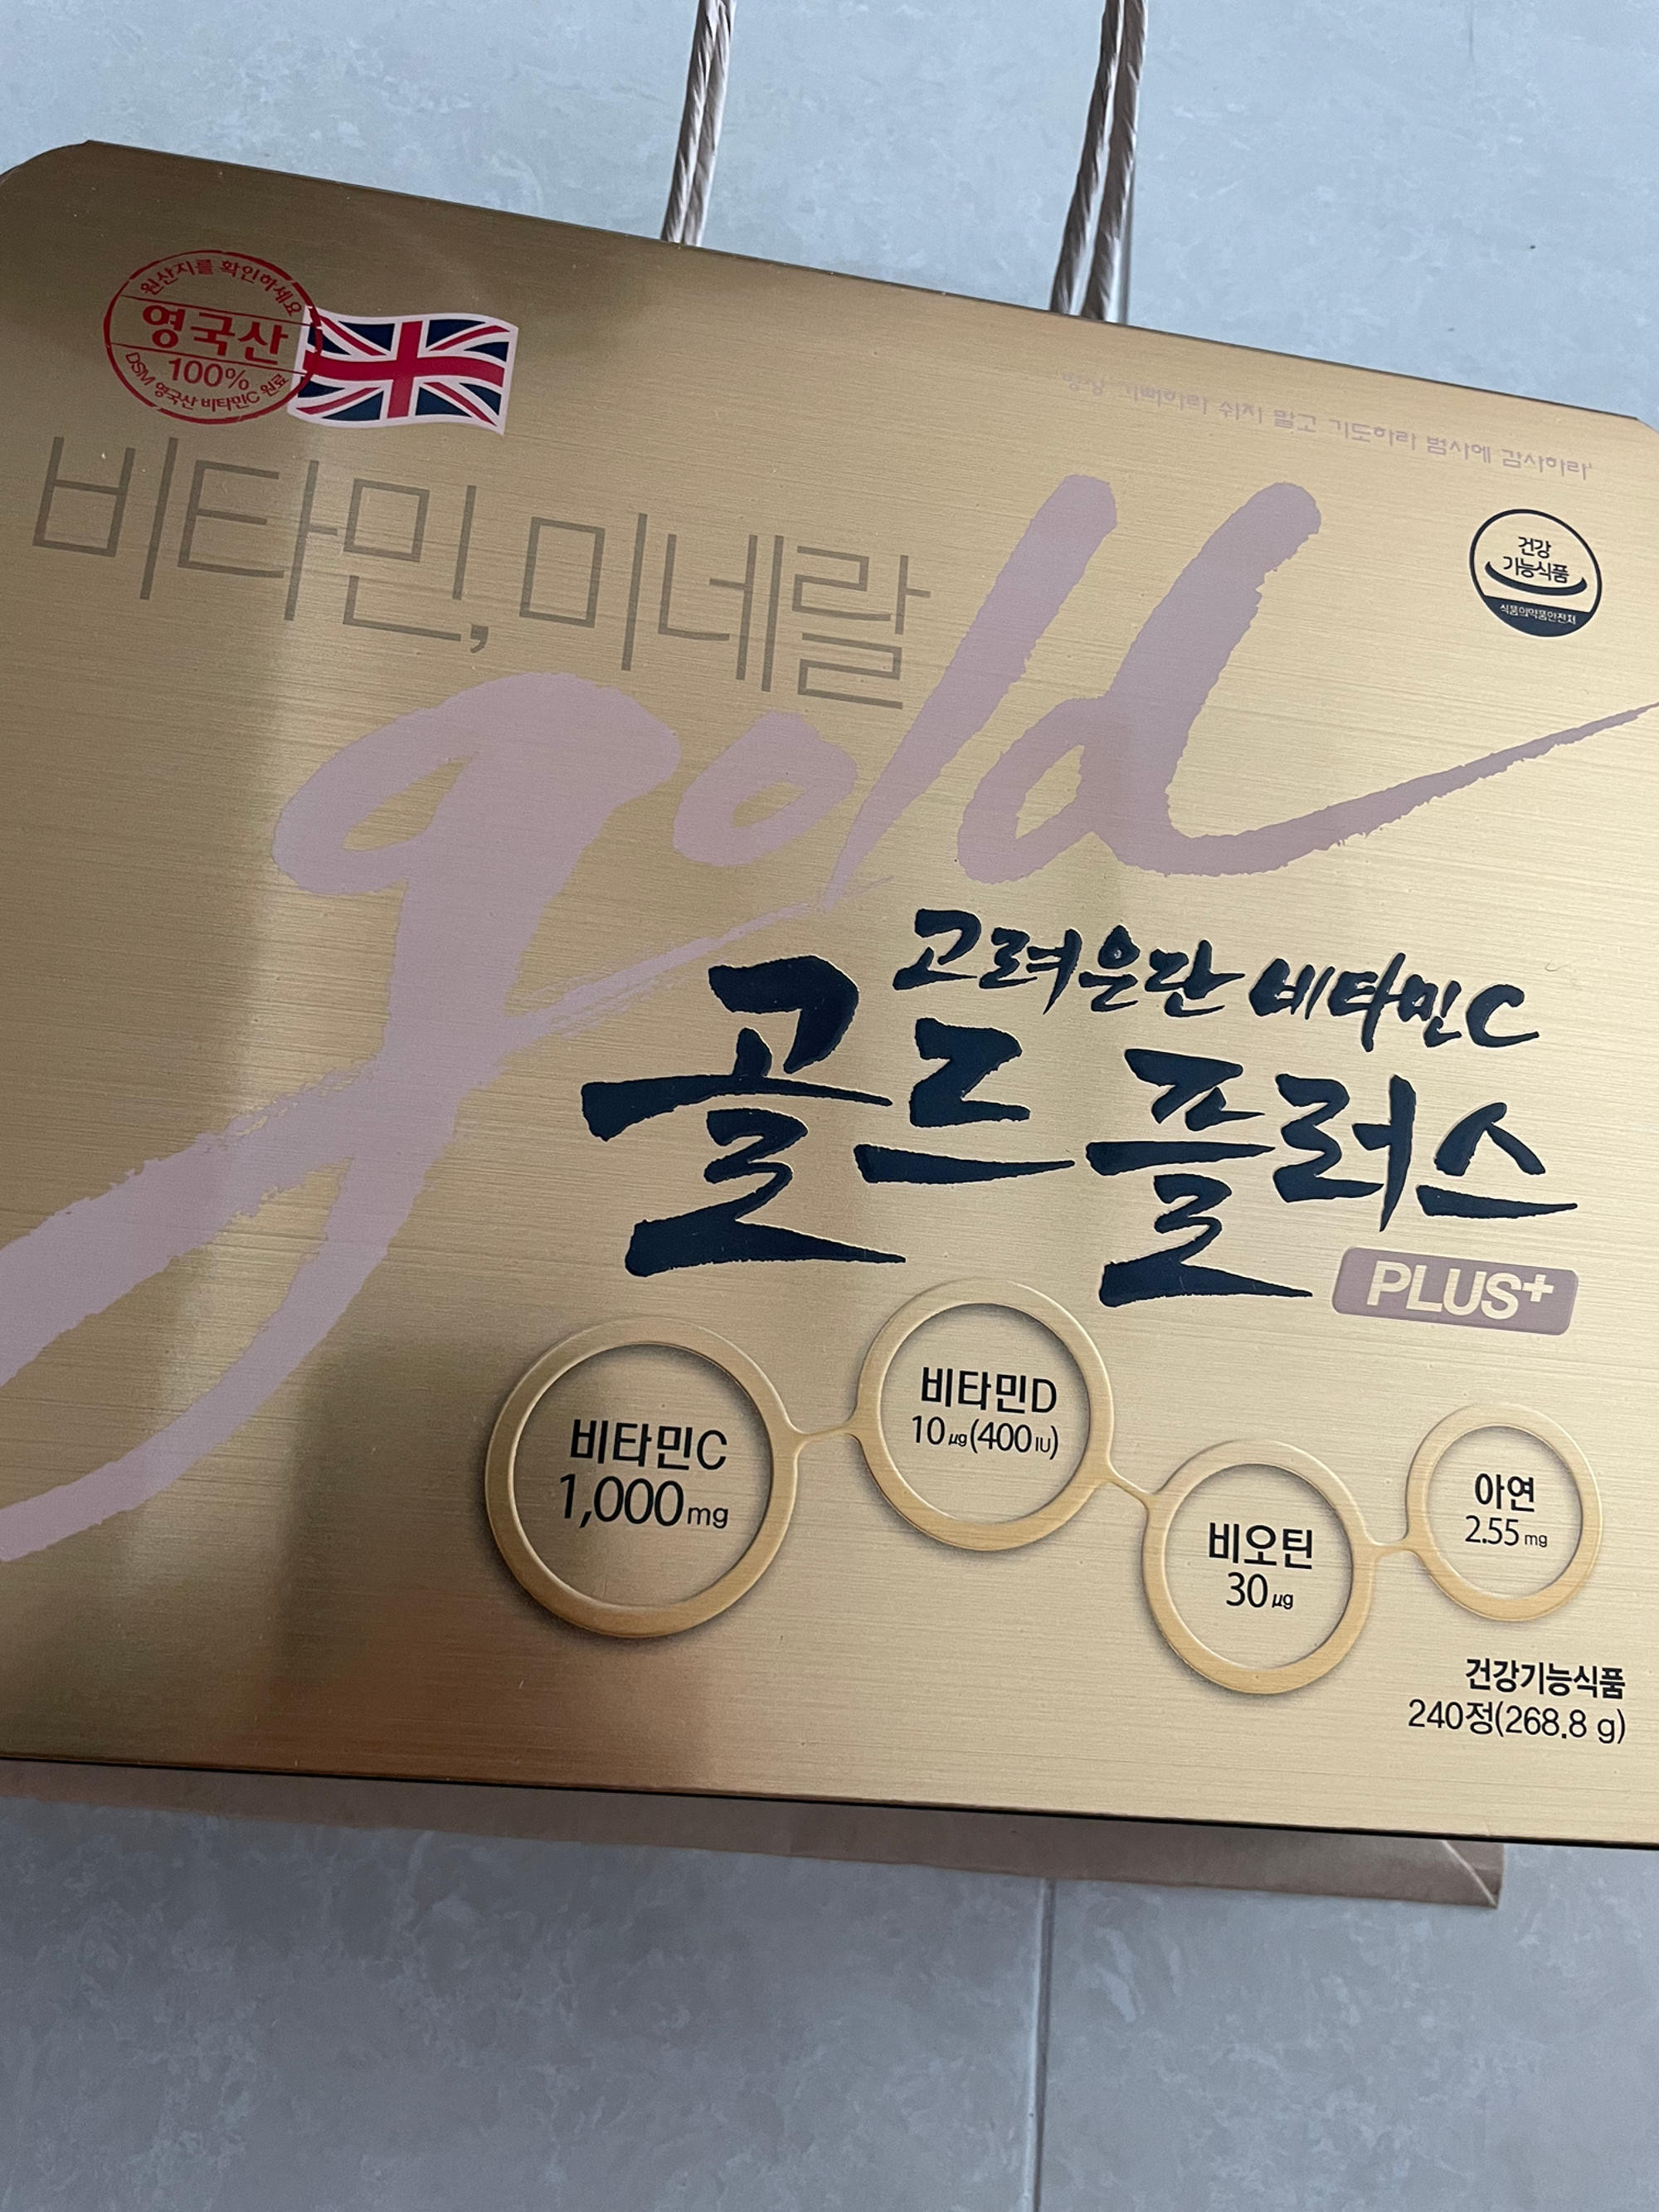 원산지를 확인하세요
영국산
100%
DSM 영국산 비타민C 원료
'항상 기뻐하라 쉬지 말고 기도하라 범사에 감사하라'
비타민, 미네랄
gold
건강
기능식품
식품의약품안전처
고려은단 비타민C
골드 플러스
PLUS+
비타민C
1,000mg
비타민D
10㎍(400IU)
비오틴
30㎍
아연
2.55mg
건강기능식품
240정(268.8 g)